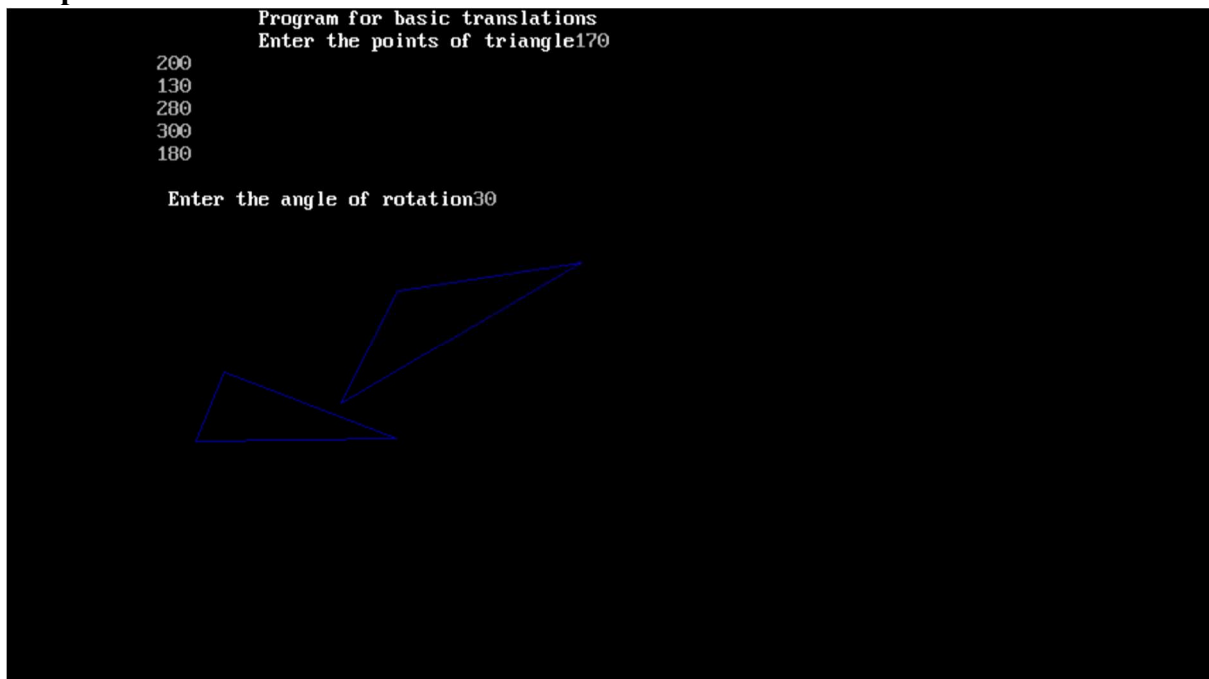 Program for basic translations
Enter the points of triangle170
200
130
280
300
180
Enter the angle of rotation30